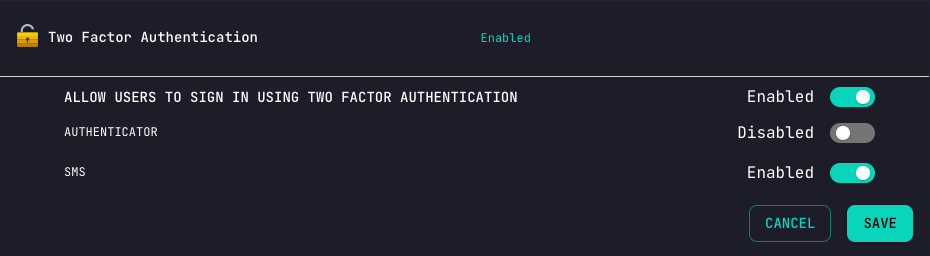 Two Factor Authentication Enabled
ALLOW USERS TO SIGN IN USING TWO FACTOR AUTHENTICATION Enabled
AUTHENTICATOR Disabled
SMS Enabled
CANCEL SAVE